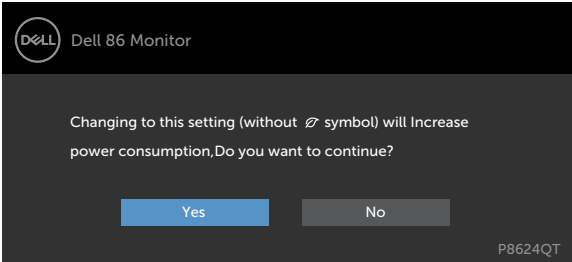 DELL Dell 86 Monitor
Changing to this setting (without symbol) will Increase
power consumption,Do you want to continue?
Yes No
P8624QT